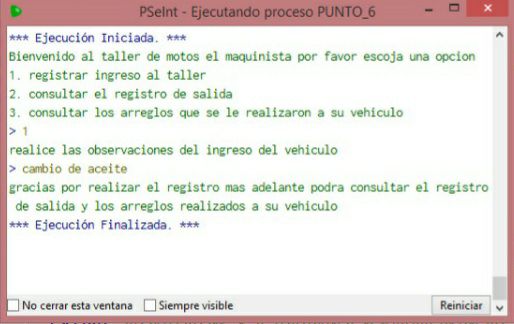 PSeInt - Ejecutando proceso PUNTO_6
*** Ejecución Iniciada. ***
Bienvenido al taller de motos el maquinista por favor escoja una opcion
1. registrar ingreso al taller
2. consultar el registro de salida
3. consultar los arreglos que se le realizaron a su vehiculo
> 1
realice las observaciones del ingreso del vehiculo
> cambio de aceite
gracias por realizar el registro mas adelante podra consultar el registro
de salida y los arreglos realizados a su vehiculo
*** Ejecución Finalizada. ***
No cerrar esta ventana Siempre visible Reiniciar